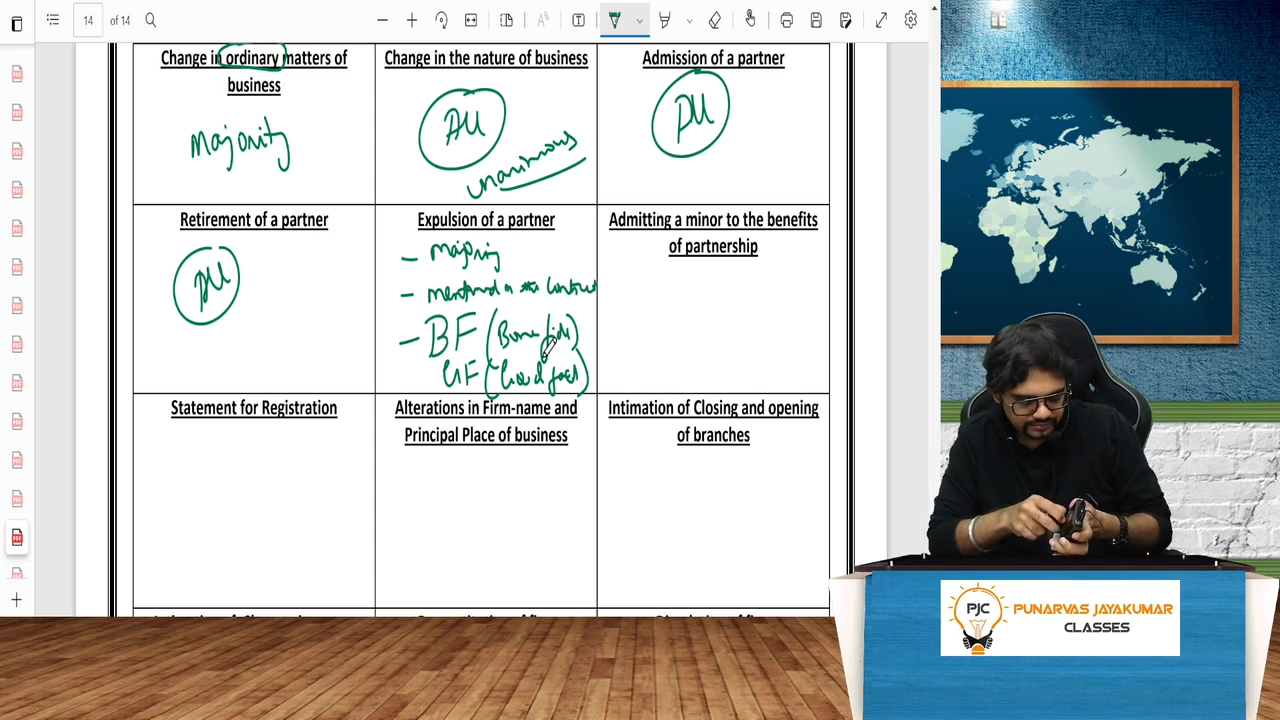 14 of 14
Change in ordinary matters of business
Majority
Change in the nature of business
All
unanimous
Admission of a partner
All
Retirement of a partner
All
Expulsion of a partner
– majority
– mentioned in the contract
– BF (Bona fide)
GF (Good faith)
Admitting a minor to the benefits of partnership
Statement for Registration
Alterations in Firm-name and Principal Place of business
Intimation of Closing and opening of branches
PJC
PUNARVAS JAYAKUMAR
CLASSES